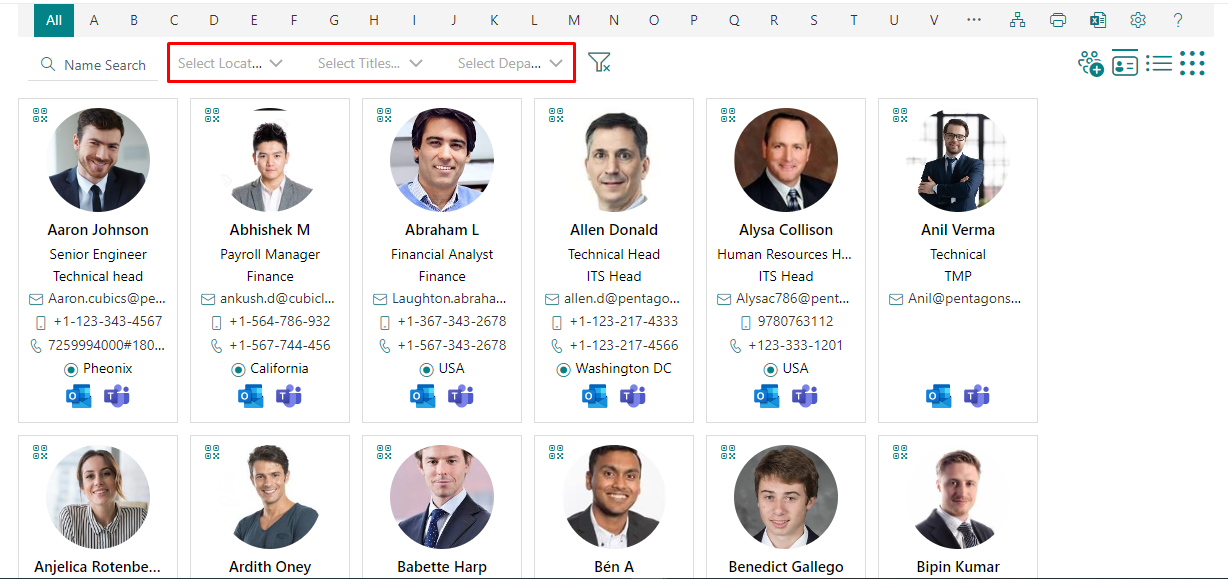 All A B C D E F G H I J K L M N O P Q R S T U V ··· ?
Name Search Select Locat... Select Titles... Select Depa...
Aaron Johnson Abhishek M Abraham L Allen Donald Alysa Collison Anil Verma
Senior Engineer Payroll Manager Financial Analyst Technical Head Human Resources H... Technical
Technical head Finance Finance ITS Head ITS Head TMP
Aaron.cubics@pe... ankush.d@cubicl... Laughton.abraha... allen.d@pentago... Alysac786@pent... Anil@pentagons...
+1-123-343-4567 +1-564-786-932 +1-367-343-2678 +1-123-217-4333 9780763112
7259994000#180... +1-567-744-456 +1-567-343-2678 +1-123-217-4566 +123-333-1201
Pheonix California USA Washington DC USA
Anjelica Rotenbe... Ardith Oney Babette Harp Bén A Benedict Gallego Bipin Kumar